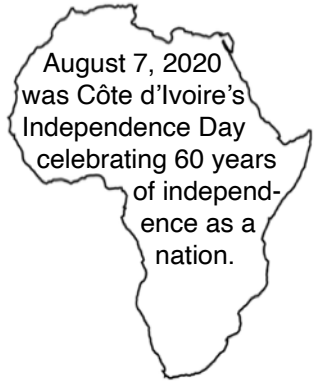 August 7, 2020
was Côte d’Ivoire’s
Independence Day
celebrating 60 years
of independ-
ence as a
nation.